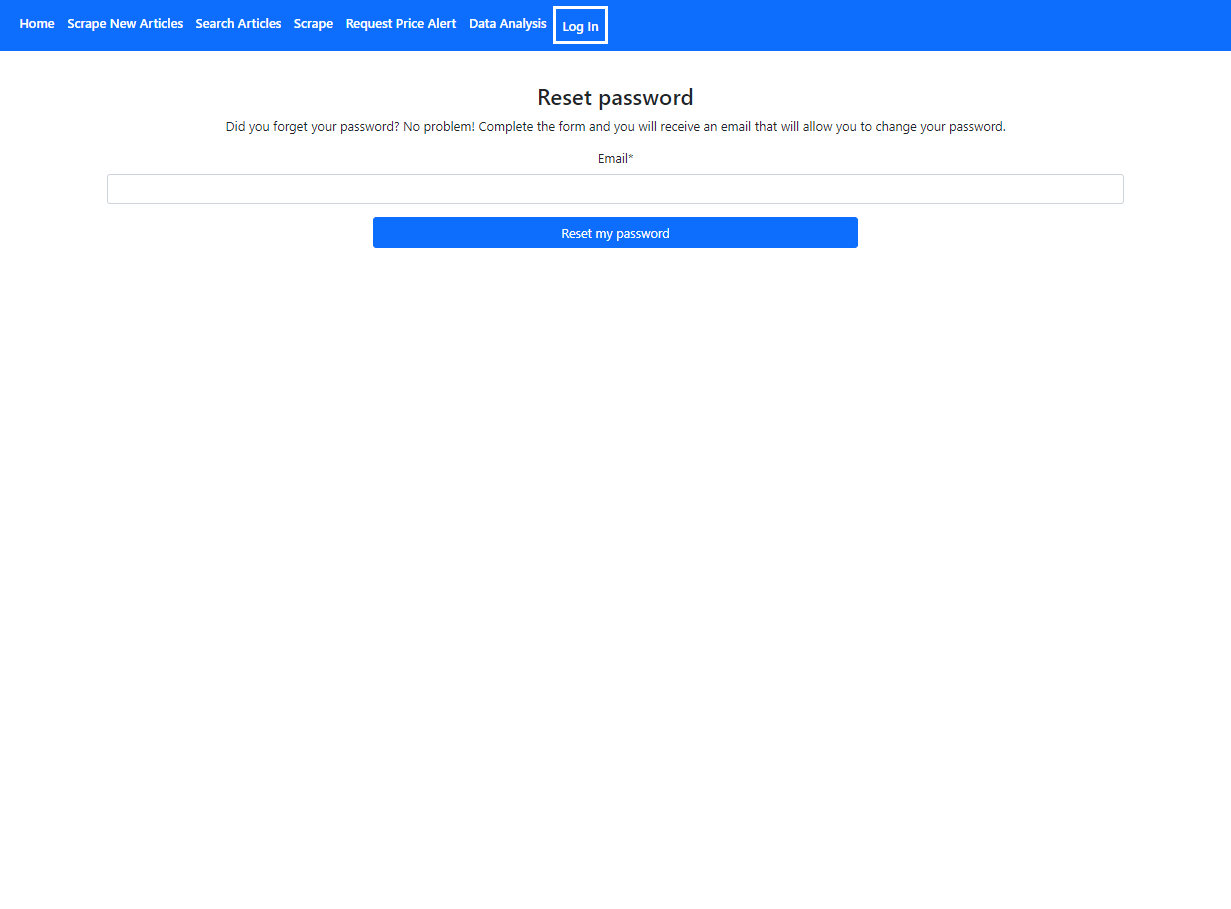 Home Scrape New Articles Search Articles Scrape Request Price Alert Data Analysis Log In
Reset password
Did you forget your password? No problem! Complete the form and you will receive an email that will allow you to change your password.
Email*
Reset my password